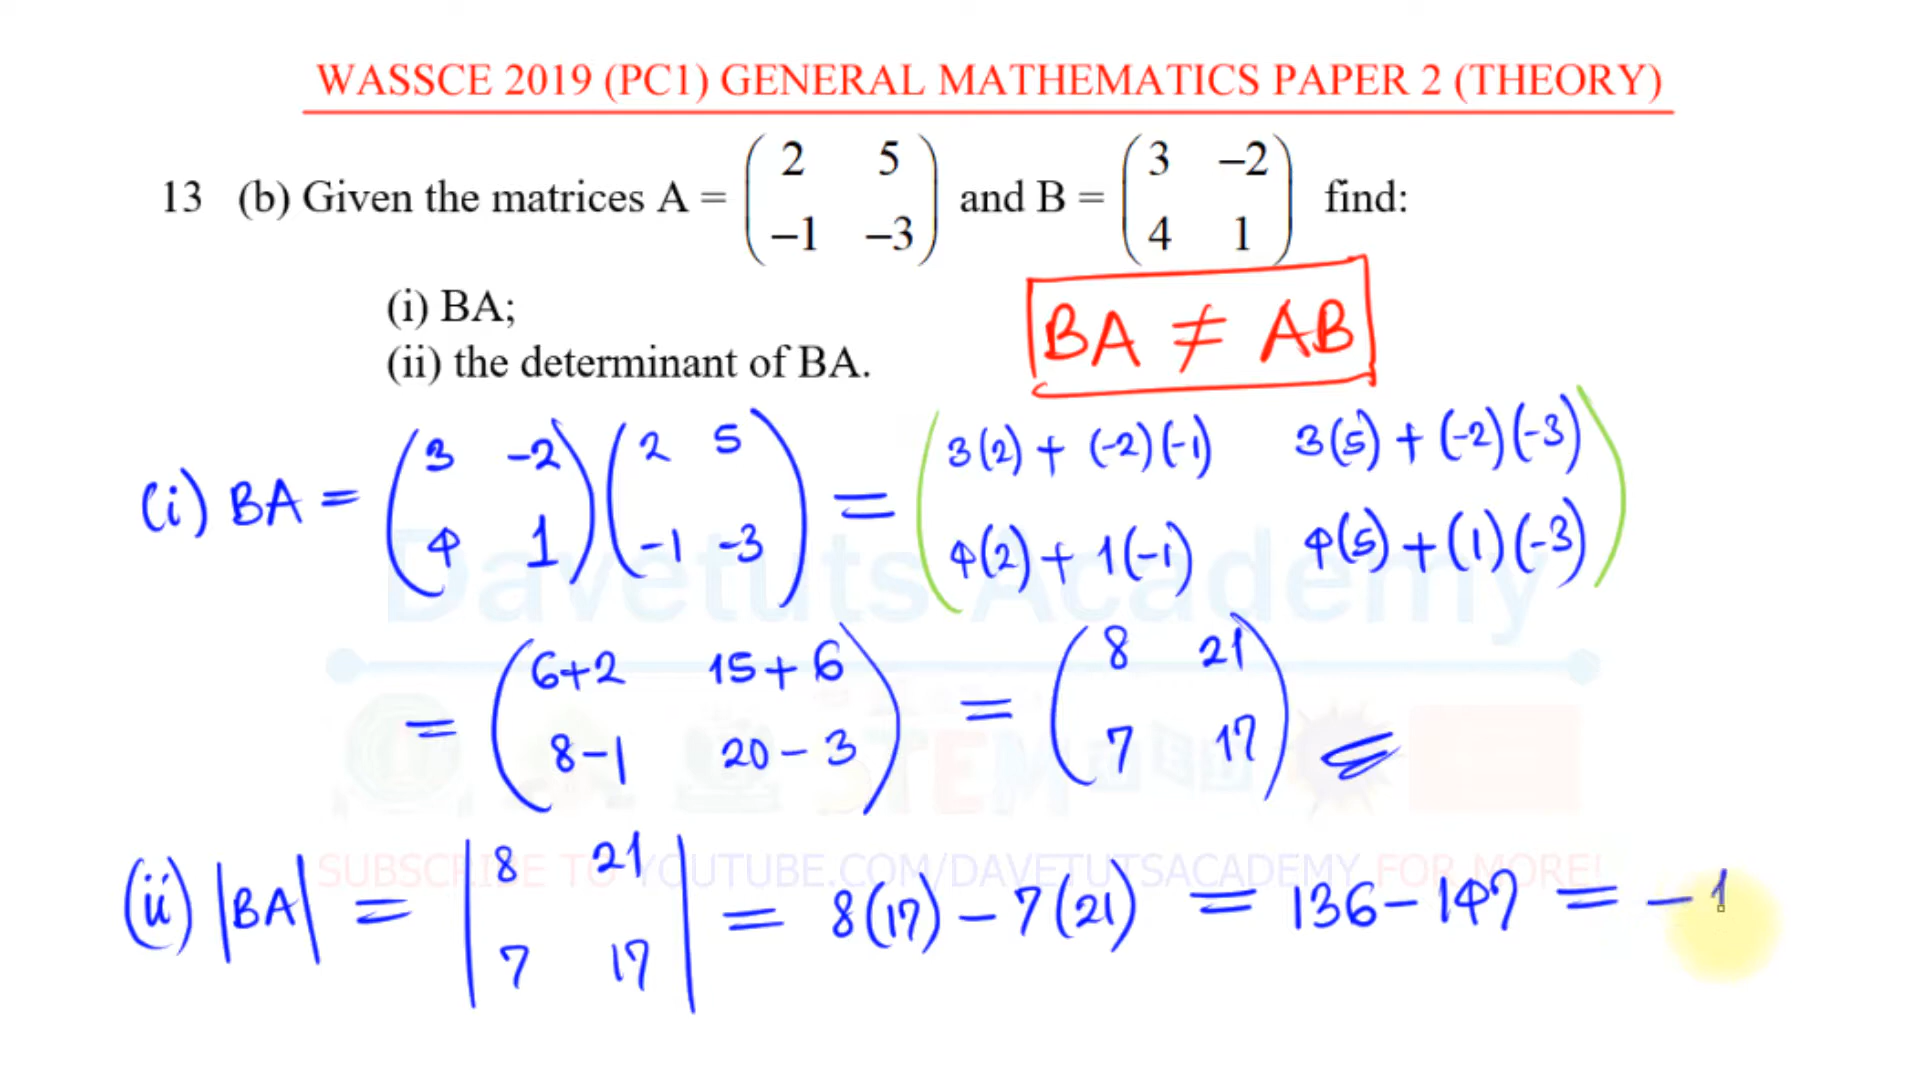 WASSCE 2019 (PC1) GENERAL MATHEMATICS PAPER 2 (THEORY)
13 (b) Given the matrices A = ( 2 5 ; −1 −3 ) and B = ( 3 −2 ; 4 1 ) find:
(i) BA;
(ii) the determinant of BA.
BA ≠ AB
(i) BA = ( 3 -2 ; 4 1 ) ( 2 5 ; -1 -3 ) = ( 3(2) + (-2)(-1) 3(5) + (-2)(-3) ; 4(2) + 1(-1) 4(5) + (1)(-3) )
Davetuts Academy
= ( 6+2 15+6 ; 8-1 20-3 ) = ( 8 21 ; 7 17 )
STEM
SUBSCRIBE TO YOUTUBE.COM/DAVETUTSACADEMY FOR MORE!
(ii) |BA| = | 8 21 ; 7 17 | = 8(17) - 7(21) = 136 - 147 = - 1